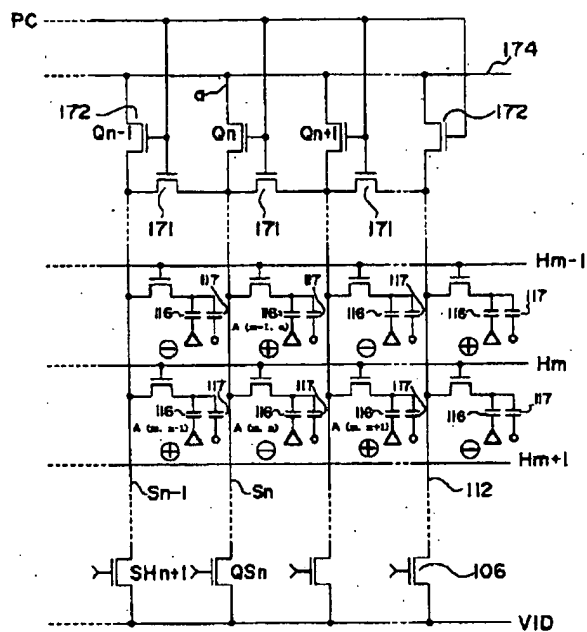 PC
174
a
172
Qn-1
Qn
Qn+1
172
171
171
171
Hm-1
116
117
116
A (m-1, n)
116
117
116
117
⊖
⊕
⊖
⊕
Hm
116
117
116
117
116
117
116
117
A (m, n-1)
A (m, n)
A (m, n+1)
⊕
⊖
⊕
⊖
Hm+1
Sn-1
Sn
112
SHn+1
QSn
106
VID